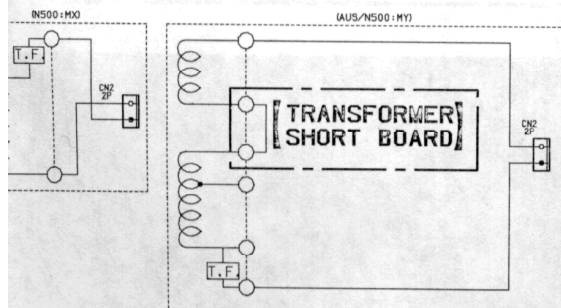 (N500:MX)
(AUS/N500:MY)
T.F.
CN2
2P
TRANSFORMER
SHORT BOARD
CN2
2P
T.F.